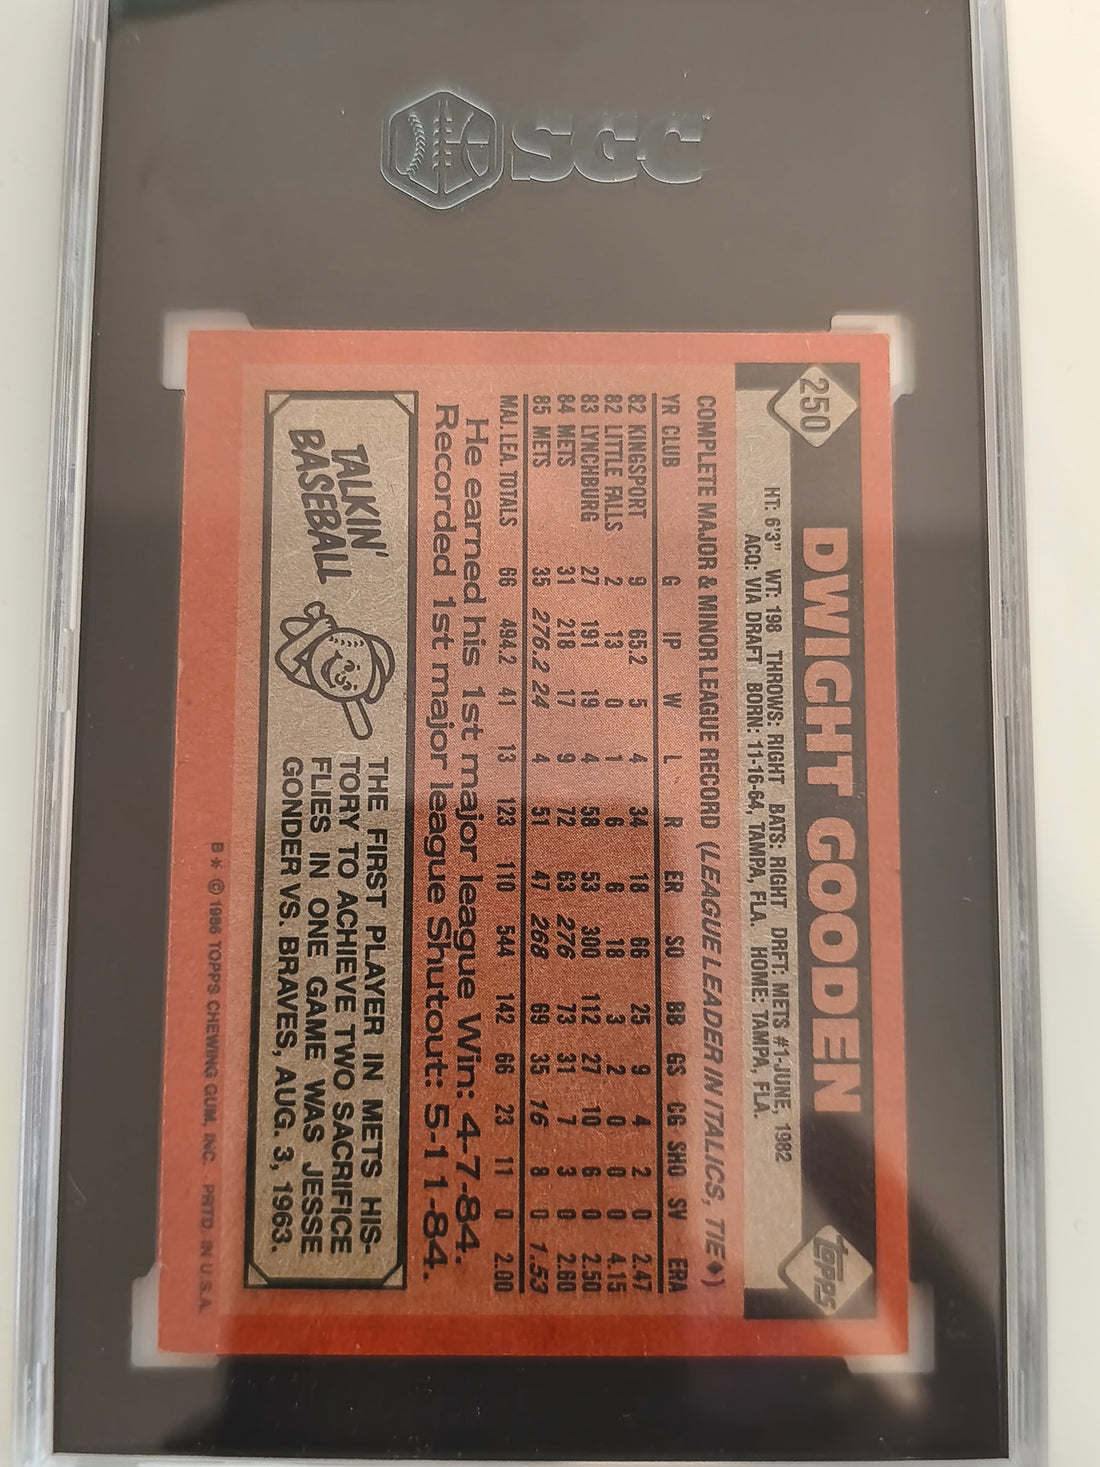 SGC
250
DWIGHT GOODEN
HT: 6'3" WT: 198 THROWS: RIGHT BATS: RIGHT DRFT: METS #1-JUNE, 1982
ACQ: VIA DRAFT BORN: 11-16-64, TAMPA, FLA. HOME: TAMPA, FLA.
topps
COMPLETE MAJOR & MINOR LEAGUE RECORD (LEAGUE LEADER IN ITALICS, TIE♦)
YR CLUB G IP W L R ER SO BB GS CG SHO SV ERA
82 KINGSPORT 9 65.2 5 4 34 18 66 25 9 4 2 0 2.47
82 LITTLE FALLS 2 13 0 1 6 6 18 3 2 0 0 0 4.15
83 LYNCHBURG 27 191 19 4 58 53 300 112 27 10 6 0 2.50
84 METS 31 218 17 9 72 63 276 73 31 7 3 0 2.60
85 METS 35 276.2 24 4 51 47 268 69 35 16 8 0 1.53
MAJ. LEA. TOTALS 66 494.2 41 13 123 110 544 142 66 23 11 0 2.00
He earned his 1st major league Win: 4-7-84.
Recorded 1st major league Shutout: 5-11-84.
TALKIN'
BASEBALL
THE FIRST PLAYER IN METS HIS-
TORY TO ACHIEVE TWO SACRIFICE
FLIES IN ONE GAME WAS JESSE
GONDER VS. BRAVES, AUG. 3, 1963.
B * © 1986 TOPPS CHEWING GUM, INC. PRTD. IN U.S.A.